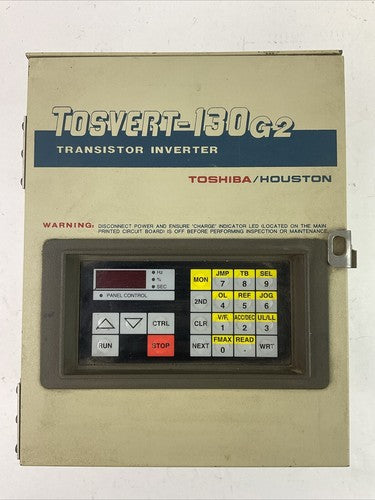 TOSVERT-130G2
TRANSISTOR INVERTER
TOSHIBA/HOUSTON
WARNING: DISCONNECT POWER AND ENSURE 'CHARGE' INDICATOR LED (LOCATED ON THE MAIN
PRINTED CIRCUIT BOARD) IS OFF BEFORE PERFORMING INSPECTION OR MAINTENANCE.
Hz
%
SEC
PANEL CONTROL
MON JMP 7 TB 8 SEL 9
2ND OL 4 REF 5 JOG 6
CTRL CLR V/F, 1 ACC/DEC 2 UL/LL 3
RUN STOP NEXT FMAX 0 READ . WRT